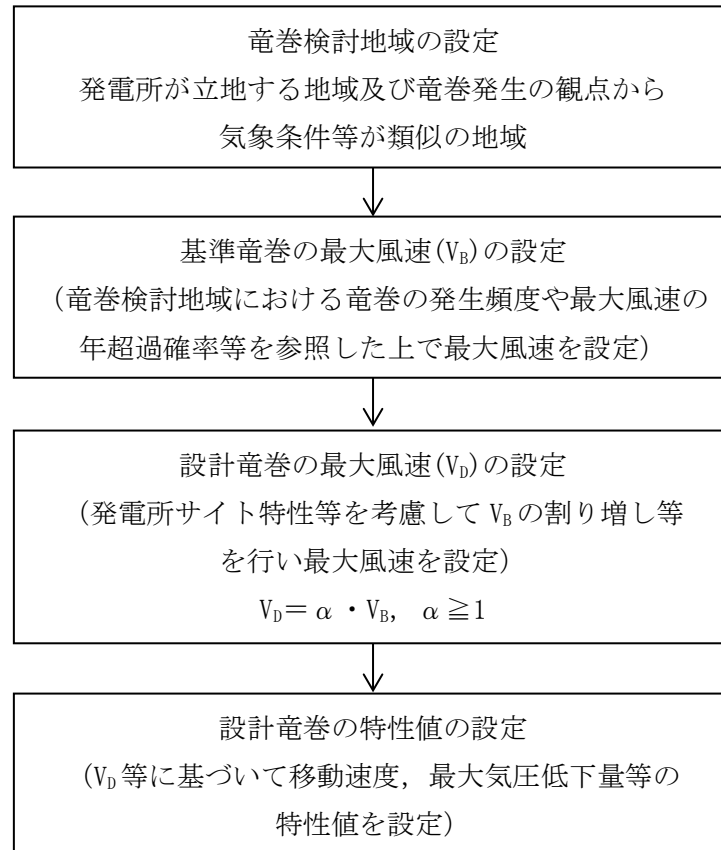 竜巻検討地域の設定
発電所が立地する地域及び竜巻発生の観点から
気象条件等が類似の地域
基準竜巻の最大風速(V_B)の設定
(竜巻検討地域における竜巻の発生頻度や最大風速の
年超過確率等を参照した上で最大風速を設定)
設計竜巻の最大風速(V_D)の設定
(発電所サイト特性等を考慮して V_B の割り増し等
を行い最大風速を設定)
V_D＝α・V_B, α≧1
設計竜巻の特性値の設定
(V_D 等に基づいて移動速度，最大気圧低下量等の
特性値を設定)